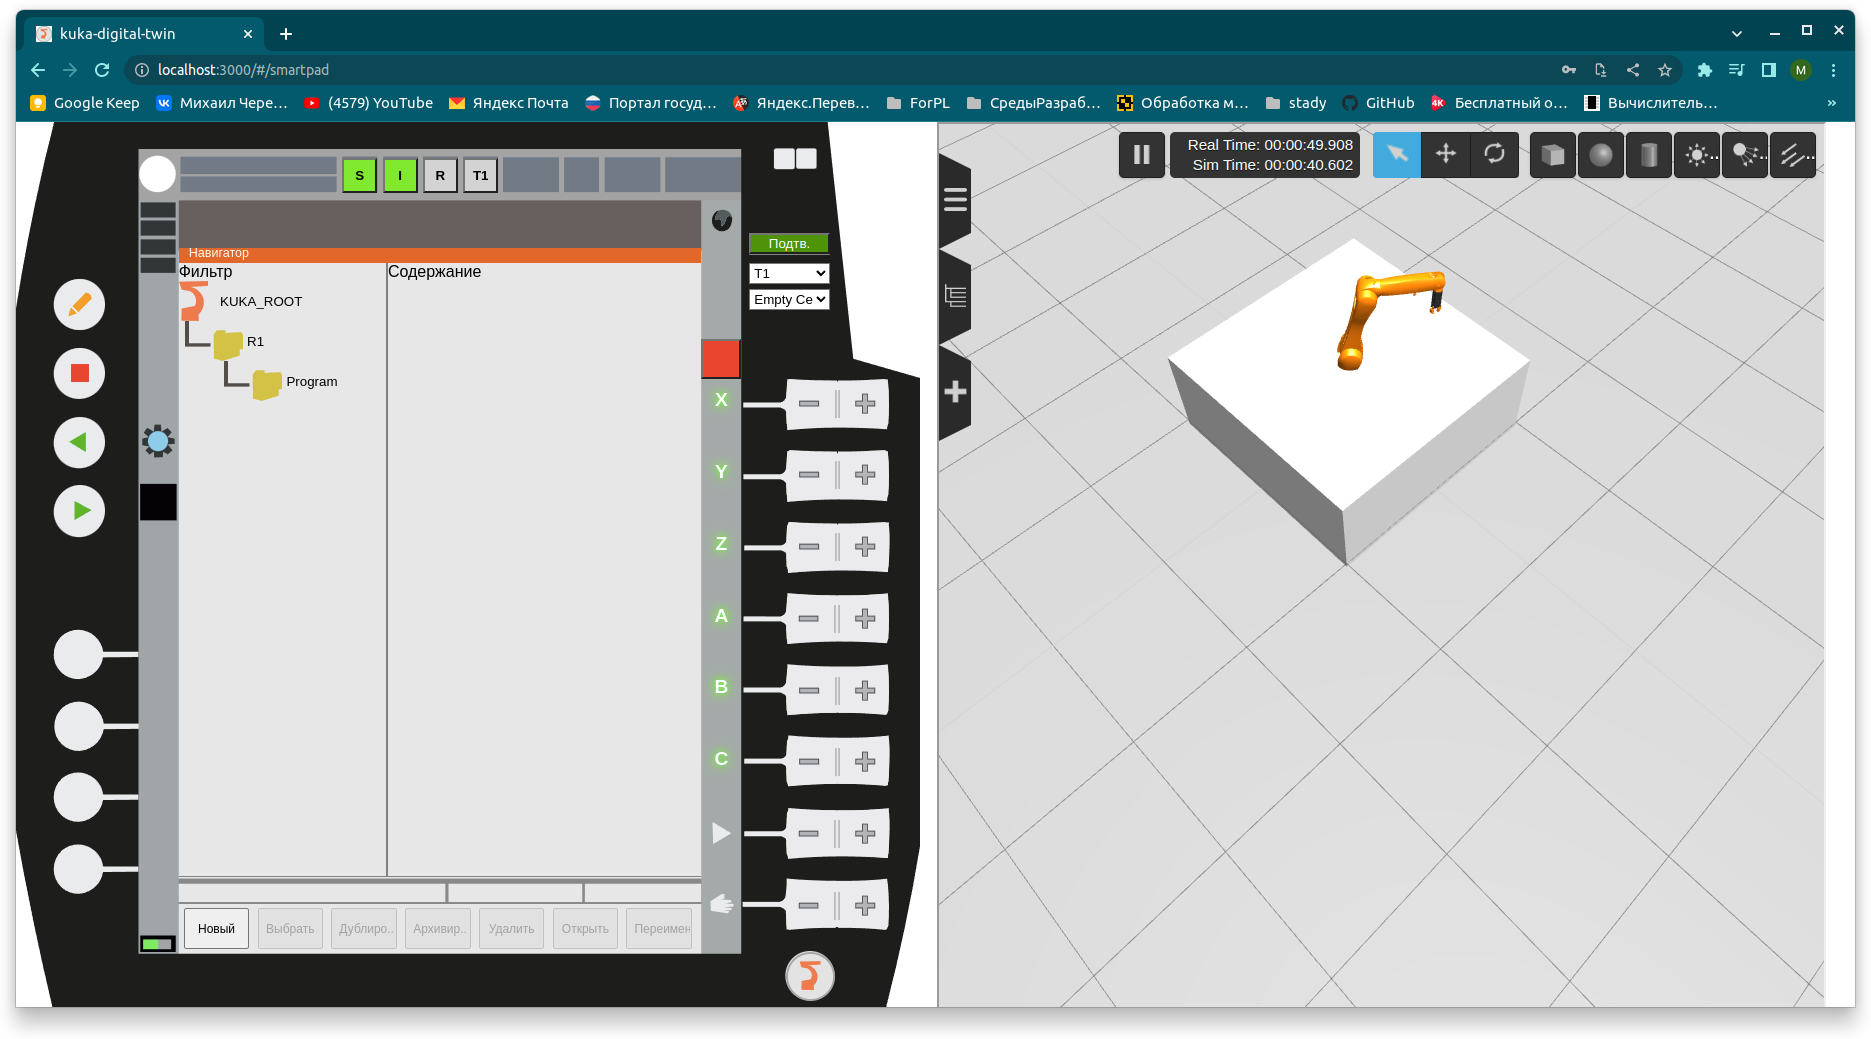 kuka-digital-twin
localhost:3000/#/smartpad
M
Google Keep
Михаил Чере...
(4579) YouTube
Яндекс Почта
Портал госуд...
Яндекс.Перев...
ForPL
СредыРазраб...
Обработка м...
stady
GitHub
Бесплатный о...
Вычислитель...
»
S I R T1
Навигатор
Фильтр
Содержание
KUKA_ROOT
R1
Program
Подтв.
T1
Empty Ce
X
Y
Z
A
B
C
Новый
Выбрать
Дублиро..
Архивир..
Удалить
Открыть
Переимен
Real Time: 00:00:49.908
Sim Time: 00:00:40.602